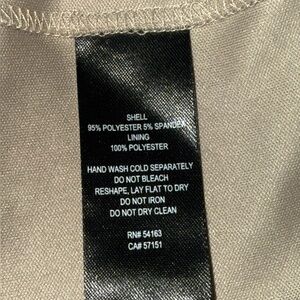 SHELL
95% POLYESTER 5% SPANDEX
LINING
100% POLYESTER
HAND WASH COLD SEPARATELY
DO NOT BLEACH
RESHAPE, LAY FLAT TO DRY
DO NOT IRON
DO NOT DRY CLEAN
RN# 54163
CA# 57151